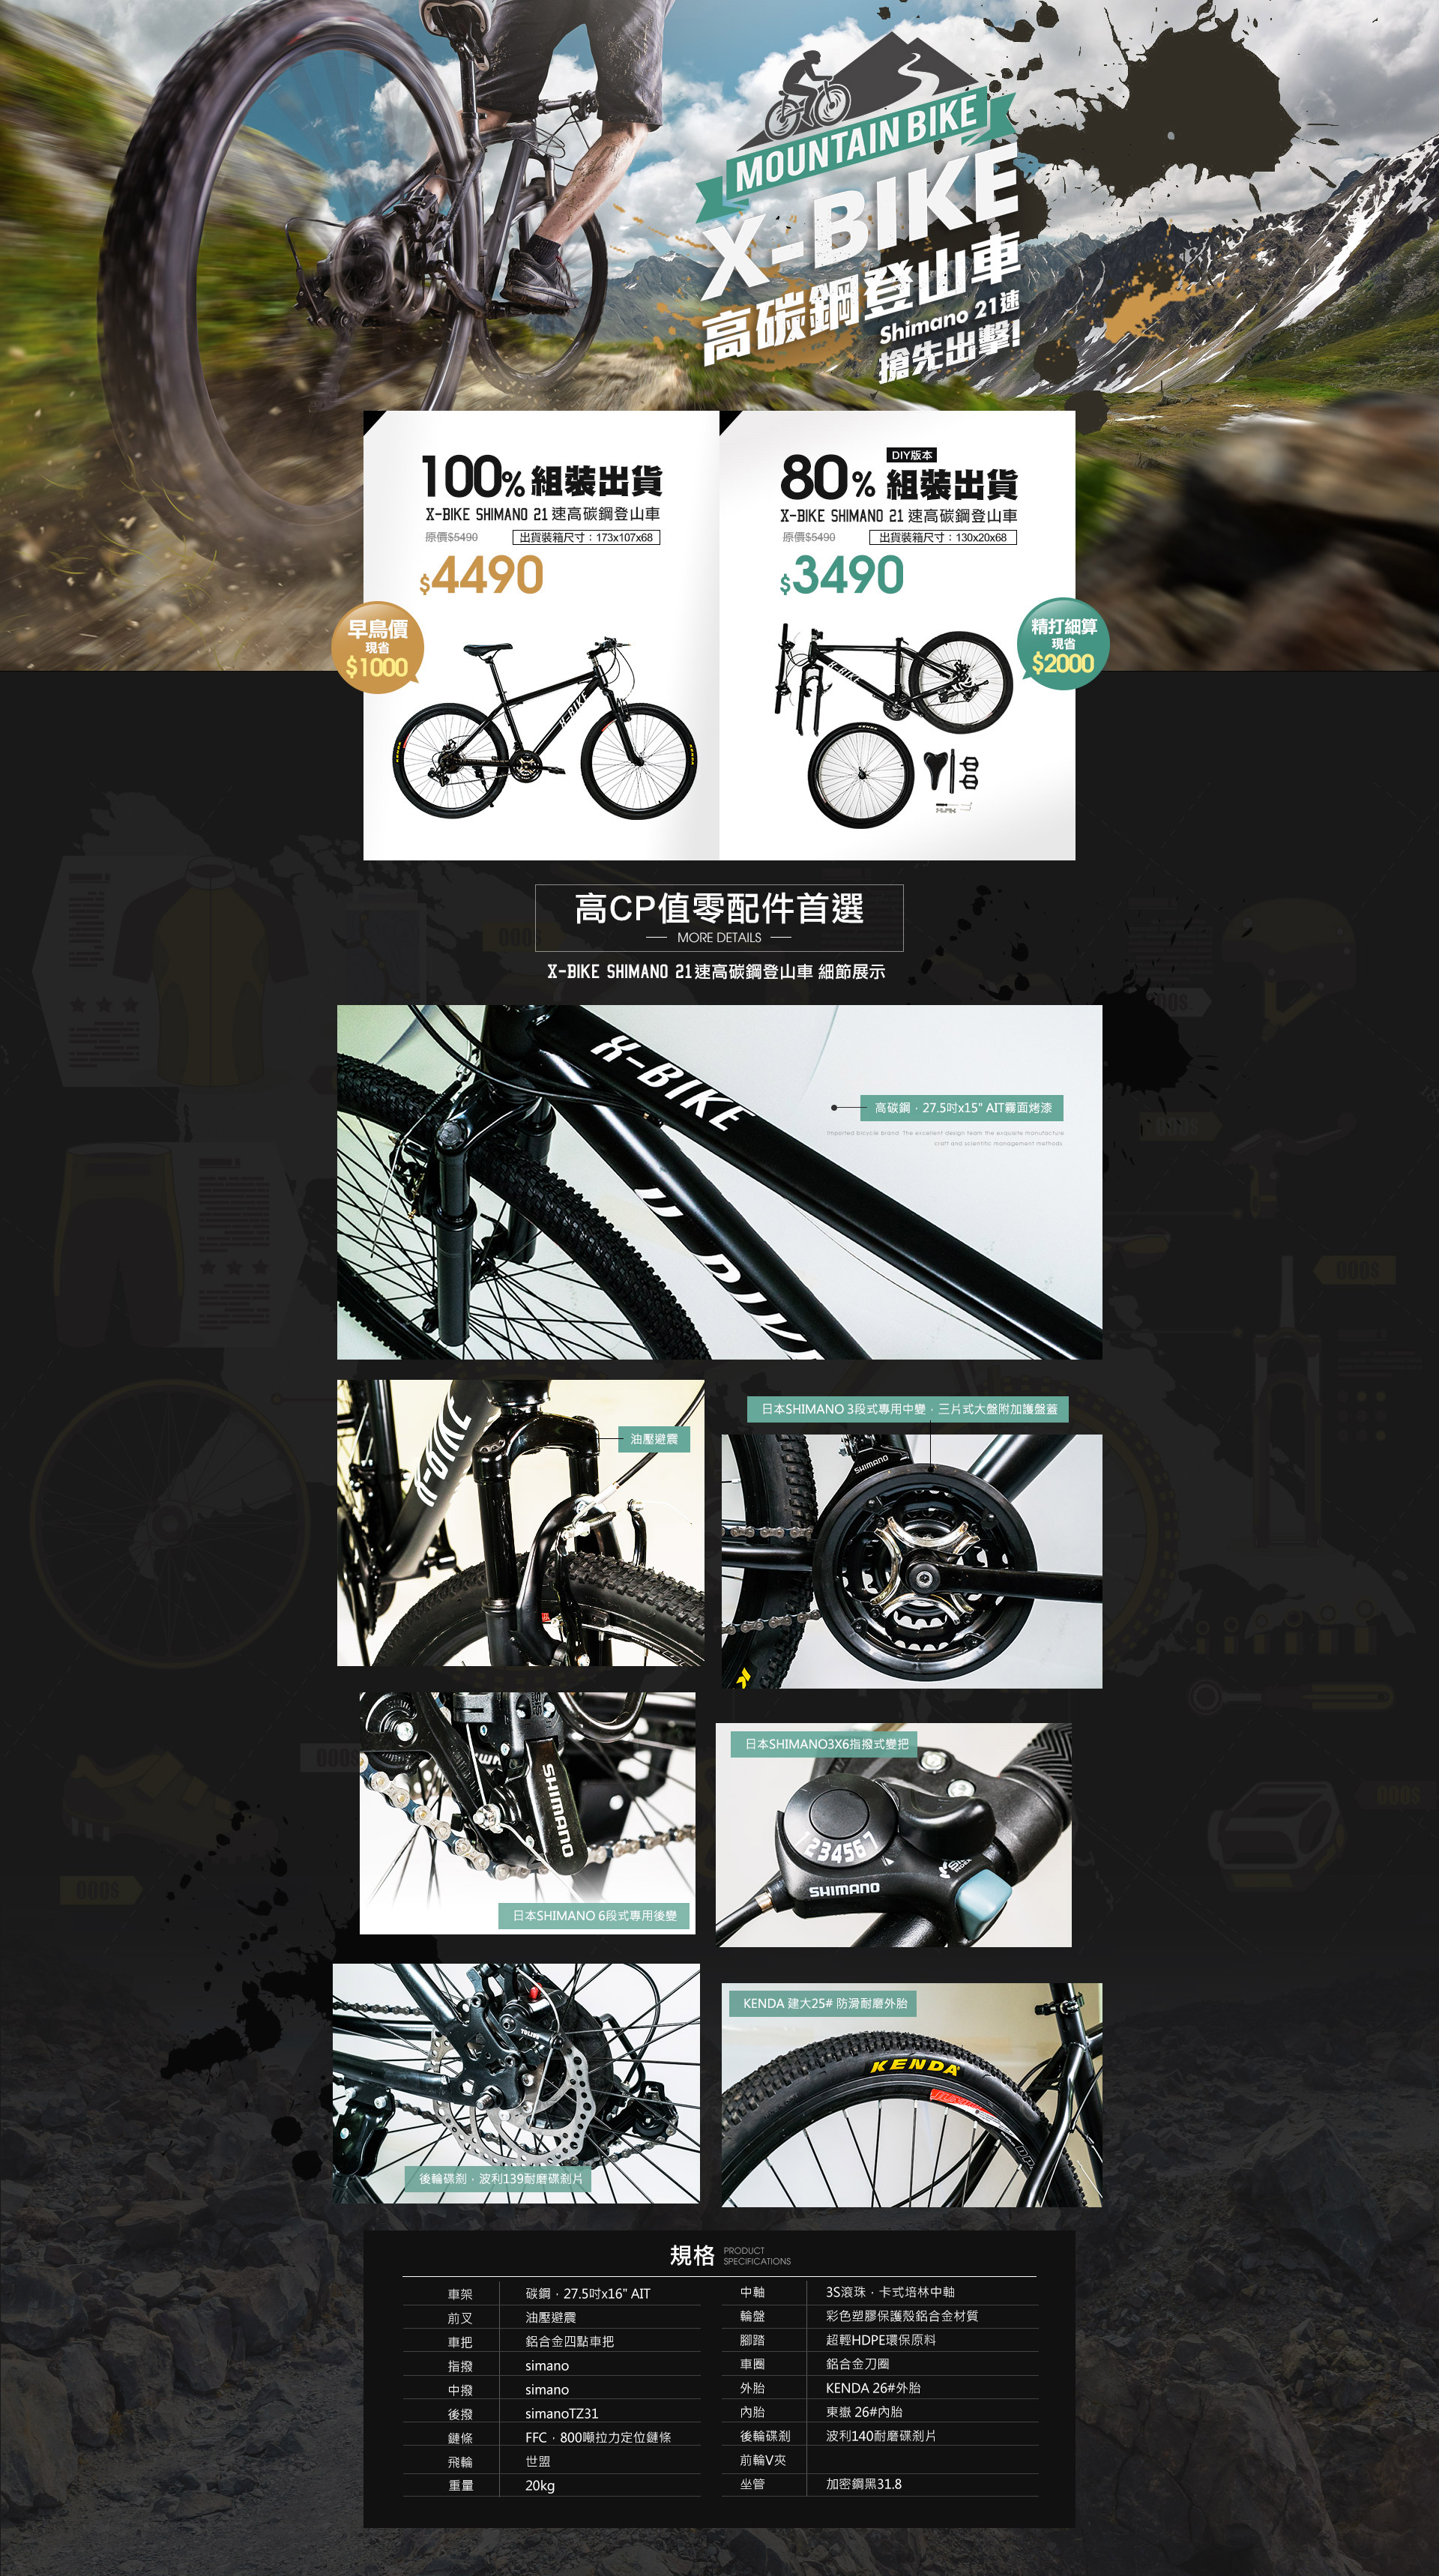 MOUNTAIN BIKE
X-BIKE
高碳鋼登山車
Shimano 21速
搶先出擊!
100% 組裝出貨
X-BIKE SHIMANO 21 速高碳鋼登山車
原價$5490
出貨裝箱尺寸：173x107x68
$4490
早鳥價
現省
$1000
DIY版本
80% 組裝出貨
X-BIKE SHIMANO 21 速高碳鋼登山車
原價$5490
出貨裝箱尺寸：130x20x68
$3490
精打細算
現省
$2000
X-BIKE
X-BIKE
高CP值零配件首選
MORE DETAILS
X-BIKE SHIMANO 21速高碳鋼登山車 細節展示
X-BIKE
高碳鋼‧27.5吋x15" AIT霧面烤漆
Imported bicycle brand The excellent design team the exquisite manufacture
craft and scientific management methods
油壓避震
日本SHIMANO 3段式專用中變‧三片式大盤附加護盤蓋
SHIMANO
SHIMANO
日本SHIMANO 6段式專用後變
日本SHIMANO3X6指撥式變把
1234567
SHIMANO
後輪碟剎‧波利139耐磨碟剎片
KENDA 建大25# 防滑耐磨外胎
KENDA
規格
PRODUCT
SPECIFICATIONS
車架 碳鋼‧27.5吋x16" AIT
前叉 油壓避震
車把 鋁合金四點車把
指撥 simano
中撥 simano
後撥 simanoTZ31
鏈條 FFC‧800噸拉力定位鏈條
飛輪 世盟
重量 20kg
中軸 3S滾珠‧卡式培林中軸
輪盤 彩色塑膠保護殼鋁合金材質
腳踏 超輕HDPE環保原料
車圈 鋁合金刀圈
外胎 KENDA 26#外胎
內胎 東嶽 26#內胎
後輪碟剎 波利140耐磨碟剎片
前輪V夾
坐管 加密鋼黑31.8